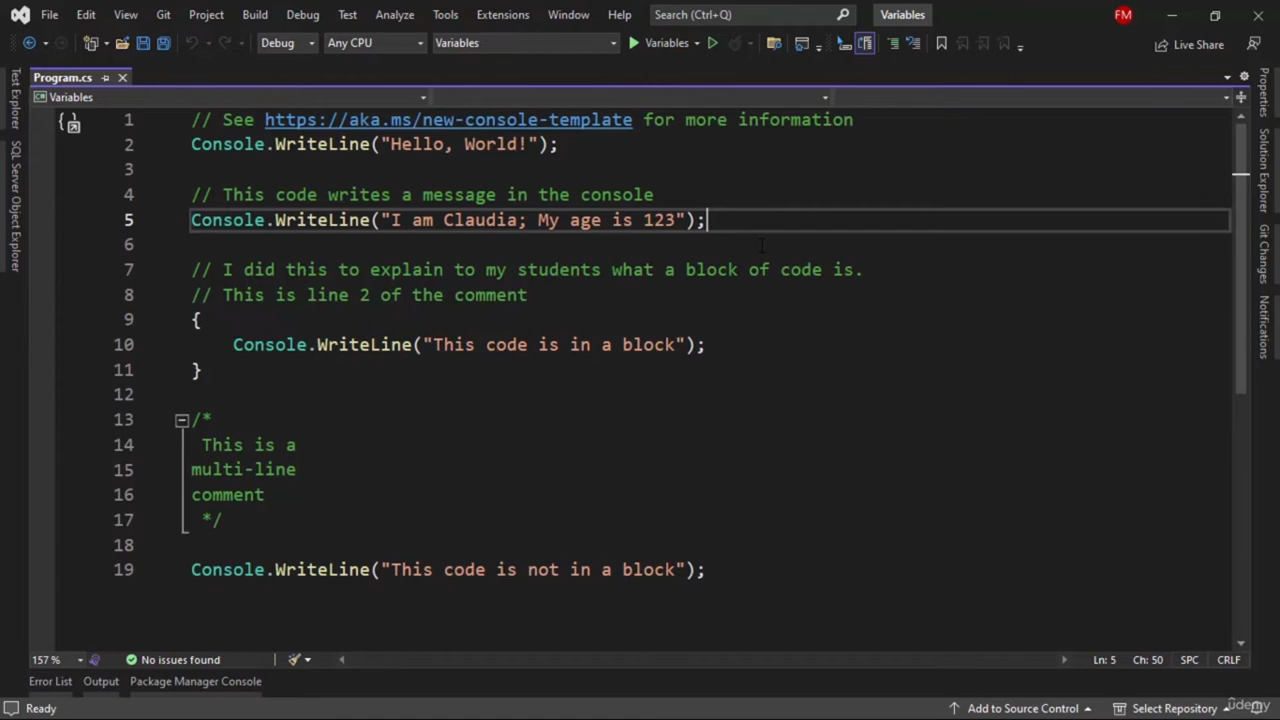 File Edit View Git Project Build Debug Test Analyze Tools Extensions Window Help Search (Ctrl+Q) Variables FM
Debug Any CPU Variables Variables Live Share
Program.cs
Variables
Test Explorer
SQL Server Object Explorer
1 // See https://aka.ms/new-console-template for more information
2 Console.WriteLine("Hello, World!");
3
4 // This code writes a message in the console
5 Console.WriteLine("I am Claudia; My age is 123");
6
7 // I did this to explain to my students what a block of code is.
8 // This is line 2 of the comment
9 {
10 Console.WriteLine("This code is in a block");
11 }
12
13 /*
14 This is a
15 multi-line
16 comment
17 */
18
19 Console.WriteLine("This code is not in a block");
Properties
Solution Explorer
Git Changes
Notifications
157 % No issues found Ln: 5 Ch: 50 SPC CRLF
Error List Output Package Manager Console
Ready Add to Source Control Select Repository
ûdemy